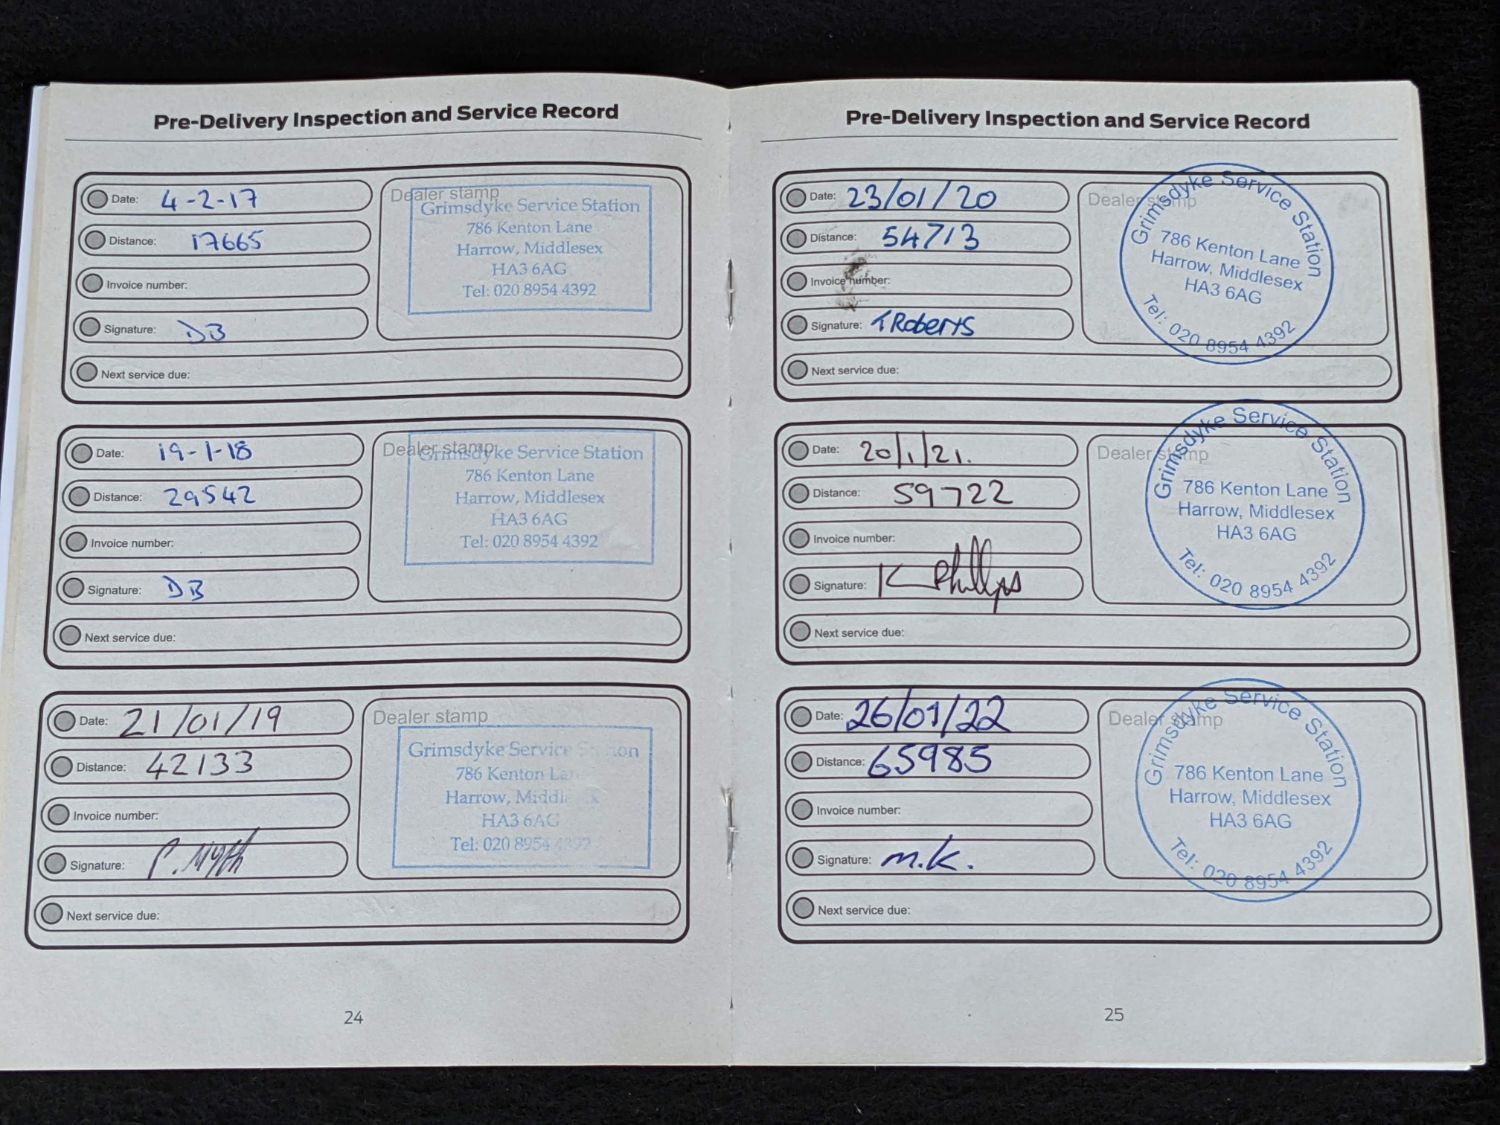 Pre-Delivery Inspection and Service Record
Date: 4-2-17
Distance: 17665
Invoice number:
Signature: DB
Next service due:
Dealer stamp
Grimsdyke Service Station
786 Kenton Lane
Harrow, Middlesex
HA3 6AG
Tel: 020 8954 4392
Date: 19-1-18
Distance: 29542
Invoice number:
Signature: DB
Next service due:
Dealer stamp
Grimsdyke Service Station
786 Kenton Lane
Harrow, Middlesex
HA3 6AG
Tel: 020 8954 4392
Date: 21/01/19
Distance: 42133
Invoice number:
Signature: P.
Next service due:
Dealer stamp
Grimsdyke Service Station
786 Kenton Lane
Harrow, Middlesex
HA3 6AG
Tel: 020 8954 4392
24
Pre-Delivery Inspection and Service Record
Date: 23/01/20
Distance: 54713
Invoice number:
Signature: T Roberts
Next service due:
Dealer stamp
Grimsdyke Service Station
786 Kenton Lane
Harrow, Middlesex
HA3 6AG
Tel: 020 8954 4392
Date: 20/1/21.
Distance: 59722
Invoice number:
Signature: K Phillips
Next service due:
Dealer stamp
Grimsdyke Service Station
786 Kenton Lane
Harrow, Middlesex
HA3 6AG
Tel: 020 8954 4392
Date: 26/01/22
Distance: 65985
Invoice number:
Signature: m.k.
Next service due:
Dealer stamp
Grimsdyke Service Station
786 Kenton Lane
Harrow, Middlesex
HA3 6AG
Tel: 020 8954 4392
25